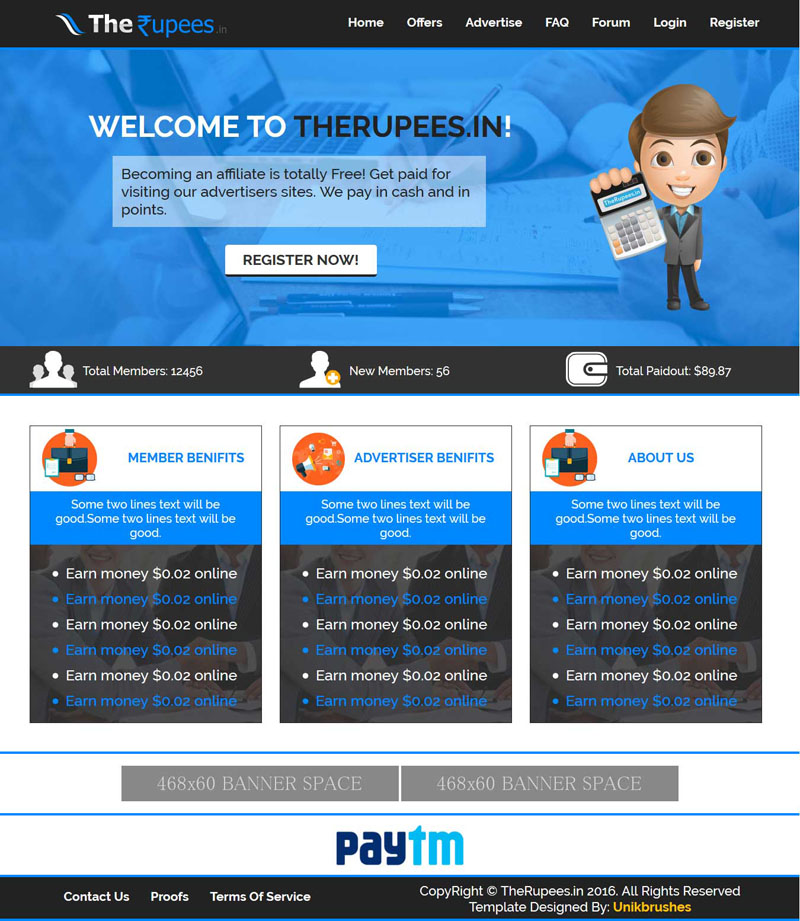 The ₹upees.in
Home Offers Advertise FAQ Forum Login Register
WELCOME TO THERUPEES.IN!
Becoming an affiliate is totally Free! Get paid for
visiting our advertisers sites. We pay in cash and in
points.
TheRupees.in
REGISTER NOW!
Total Members: 12456
New Members: 56
Total Paidout: $89.87
MEMBER BENIFITS
Some two lines text will be
good.Some two lines text will be
good.
• Earn money $0.02 online
• Earn money $0.02 online
• Earn money $0.02 online
• Earn money $0.02 online
• Earn money $0.02 online
• Earn money $0.02 online
ADVERTISER BENIFITS
Some two lines text will be
good.Some two lines text will be
good.
• Earn money $0.02 online
• Earn money $0.02 online
• Earn money $0.02 online
• Earn money $0.02 online
• Earn money $0.02 online
• Earn money $0.02 online
ABOUT US
Some two lines text will be
good.Some two lines text will be
good.
• Earn money $0.02 online
• Earn money $0.02 online
• Earn money $0.02 online
• Earn money $0.02 online
• Earn money $0.02 online
• Earn money $0.02 online
468x60 BANNER SPACE
468x60 BANNER SPACE
paytm
Contact Us Proofs Terms Of Service
CopyRight © TheRupees.in 2016. All Rights Reserved
Template Designed By: Unikbrushes